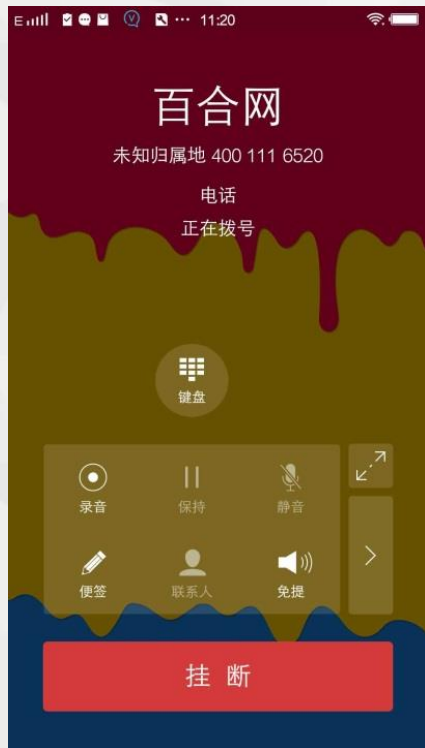 E 11:20
百合网
未知归属地 400 111 6520
电话
正在拨号
键盘
录音 保持 静音
便签 联系人 免提
挂断